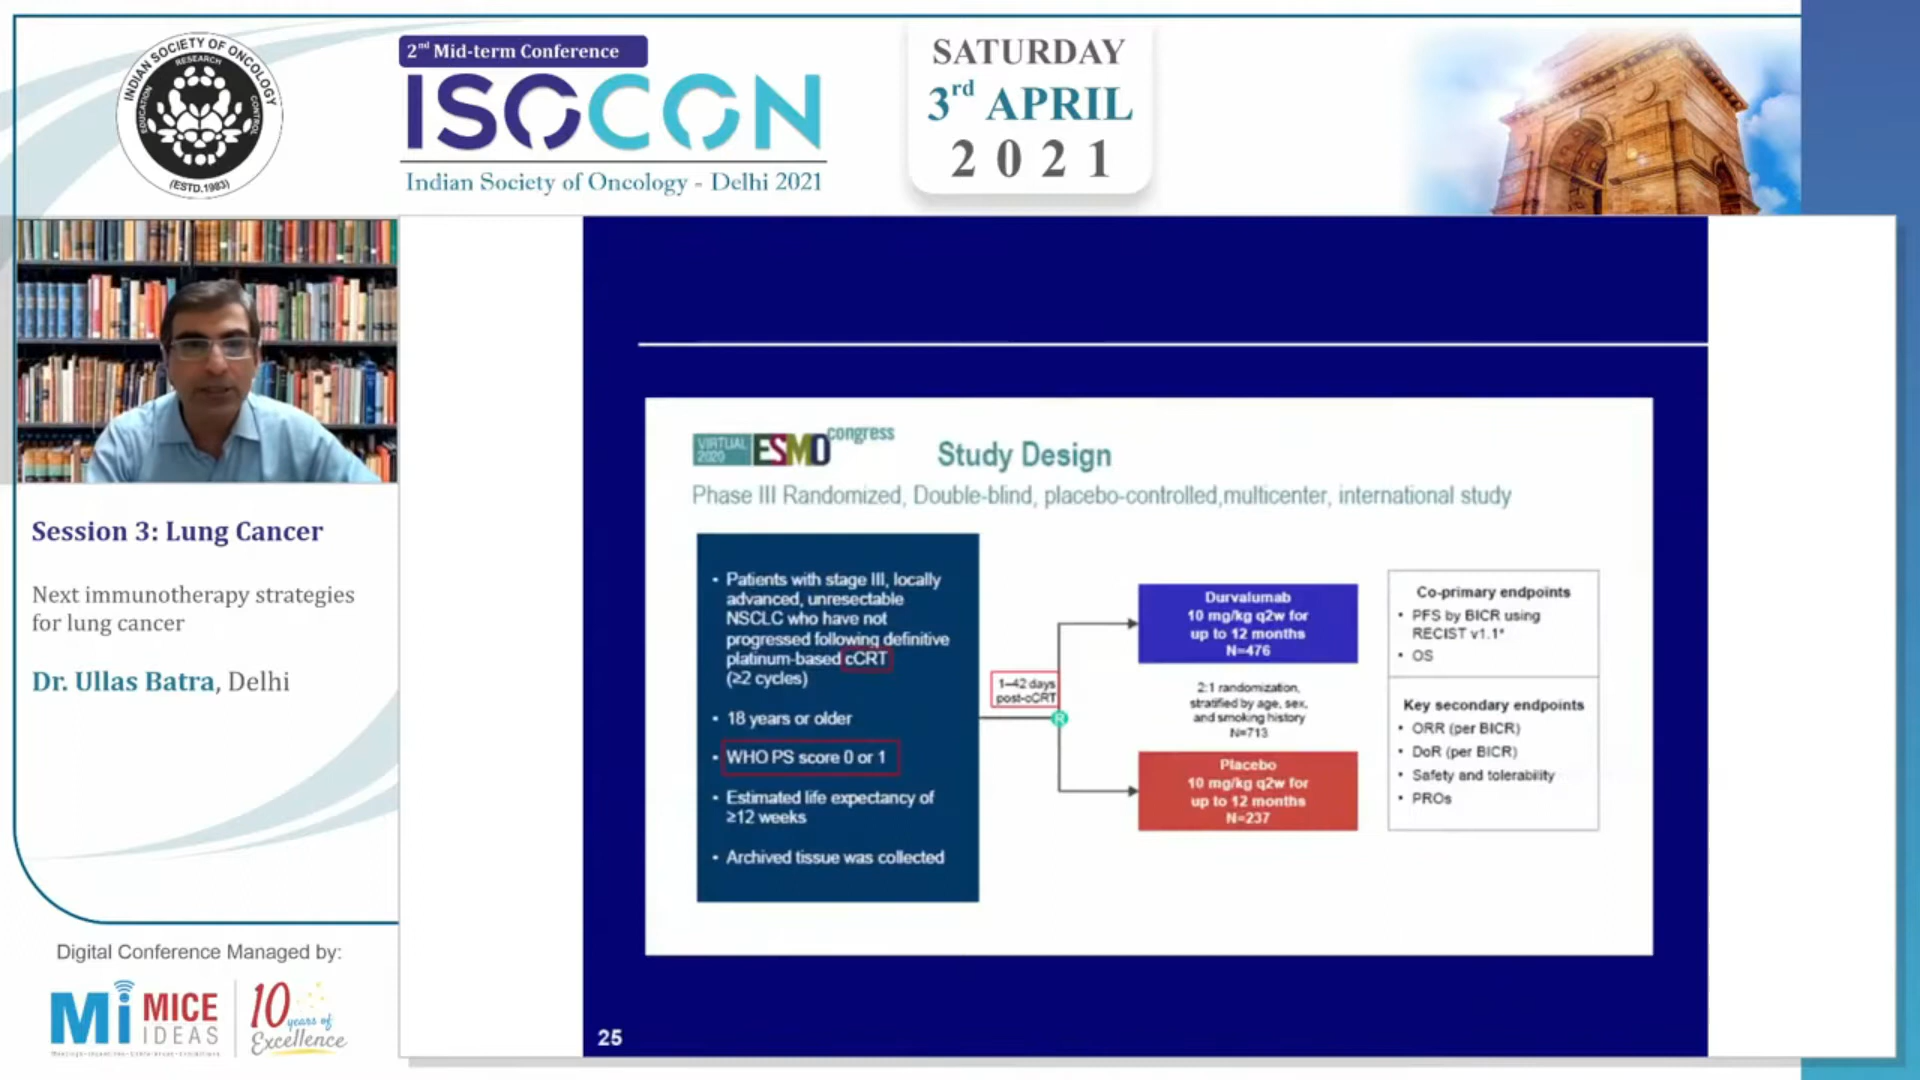 INDIAN SOCIETY OF ONCOLOGY
RESEARCH
EDUCATION
CONTROL
(ESTD.1983)
2nd Mid-term Conference
ISOCON
Indian Society of Oncology - Delhi 2021
SATURDAY
3rd APRIL
2021
Session 3: Lung Cancer
Next immunotherapy strategies
for lung cancer
Dr. Ullas Batra, Delhi
Digital Conference Managed by:
Mi MICE
IDEAS
10
years of
Excellence
VIRTUAL
2020
ESMO congress
Study Design
Phase III Randomized, Double-blind, placebo-controlled,multicenter, international study
• Patients with stage III, locally
advanced, unresectable
NSCLC who have not
progressed following definitive
platinum-based cCRT
(≥2 cycles)
• 18 years or older
• WHO PS score 0 or 1
• Estimated life expectancy of
≥12 weeks
• Archived tissue was collected
1–42 days
post-cCRT
R
Durvalumab
10 mg/kg q2w for
up to 12 months
N=476
2:1 randomization,
stratified by age, sex,
and smoking history
N=713
Placebo
10 mg/kg q2w for
up to 12 months
N=237
Co-primary endpoints
• PFS by BICR using
RECIST v1.1*
• OS
Key secondary endpoints
• ORR (per BICR)
• DoR (per BICR)
• Safety and tolerability
• PROs
25